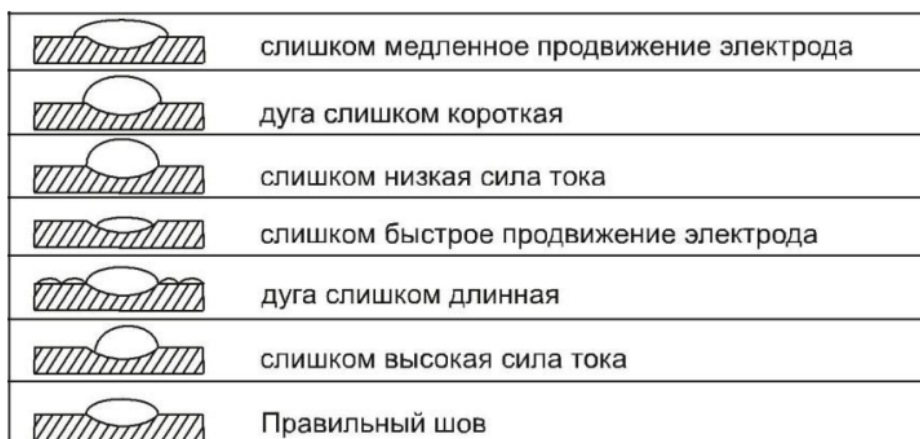 слишком медленное продвижение электрода
дуга слишком короткая
слишком низкая сила тока
слишком быстрое продвижение электрода
дуга слишком длинная
слишком высокая сила тока
Правильный шов